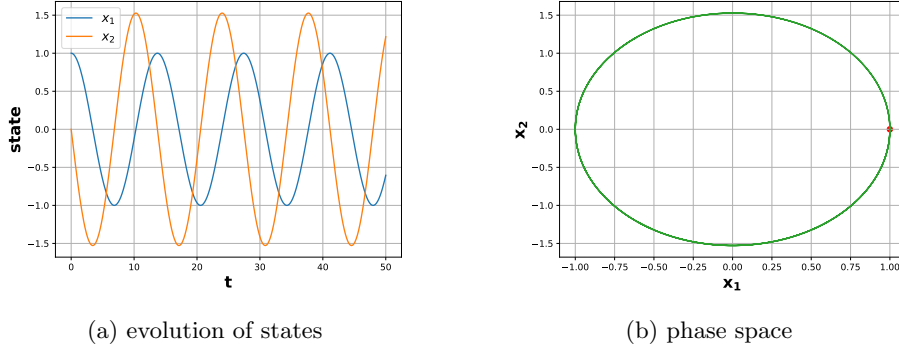 x₁
x₂
1.5
1.0
0.5
0.0
−0.5
−1.0
−1.5
state
0 10 20 30 40 50
t
(a) evolution of states
1.5
1.0
0.5
0.0
−0.5
−1.0
−1.5
x₂
−1.00 −0.75 −0.50 −0.25 0.00 0.25 0.50 0.75 1.00
x₁
(b) phase space